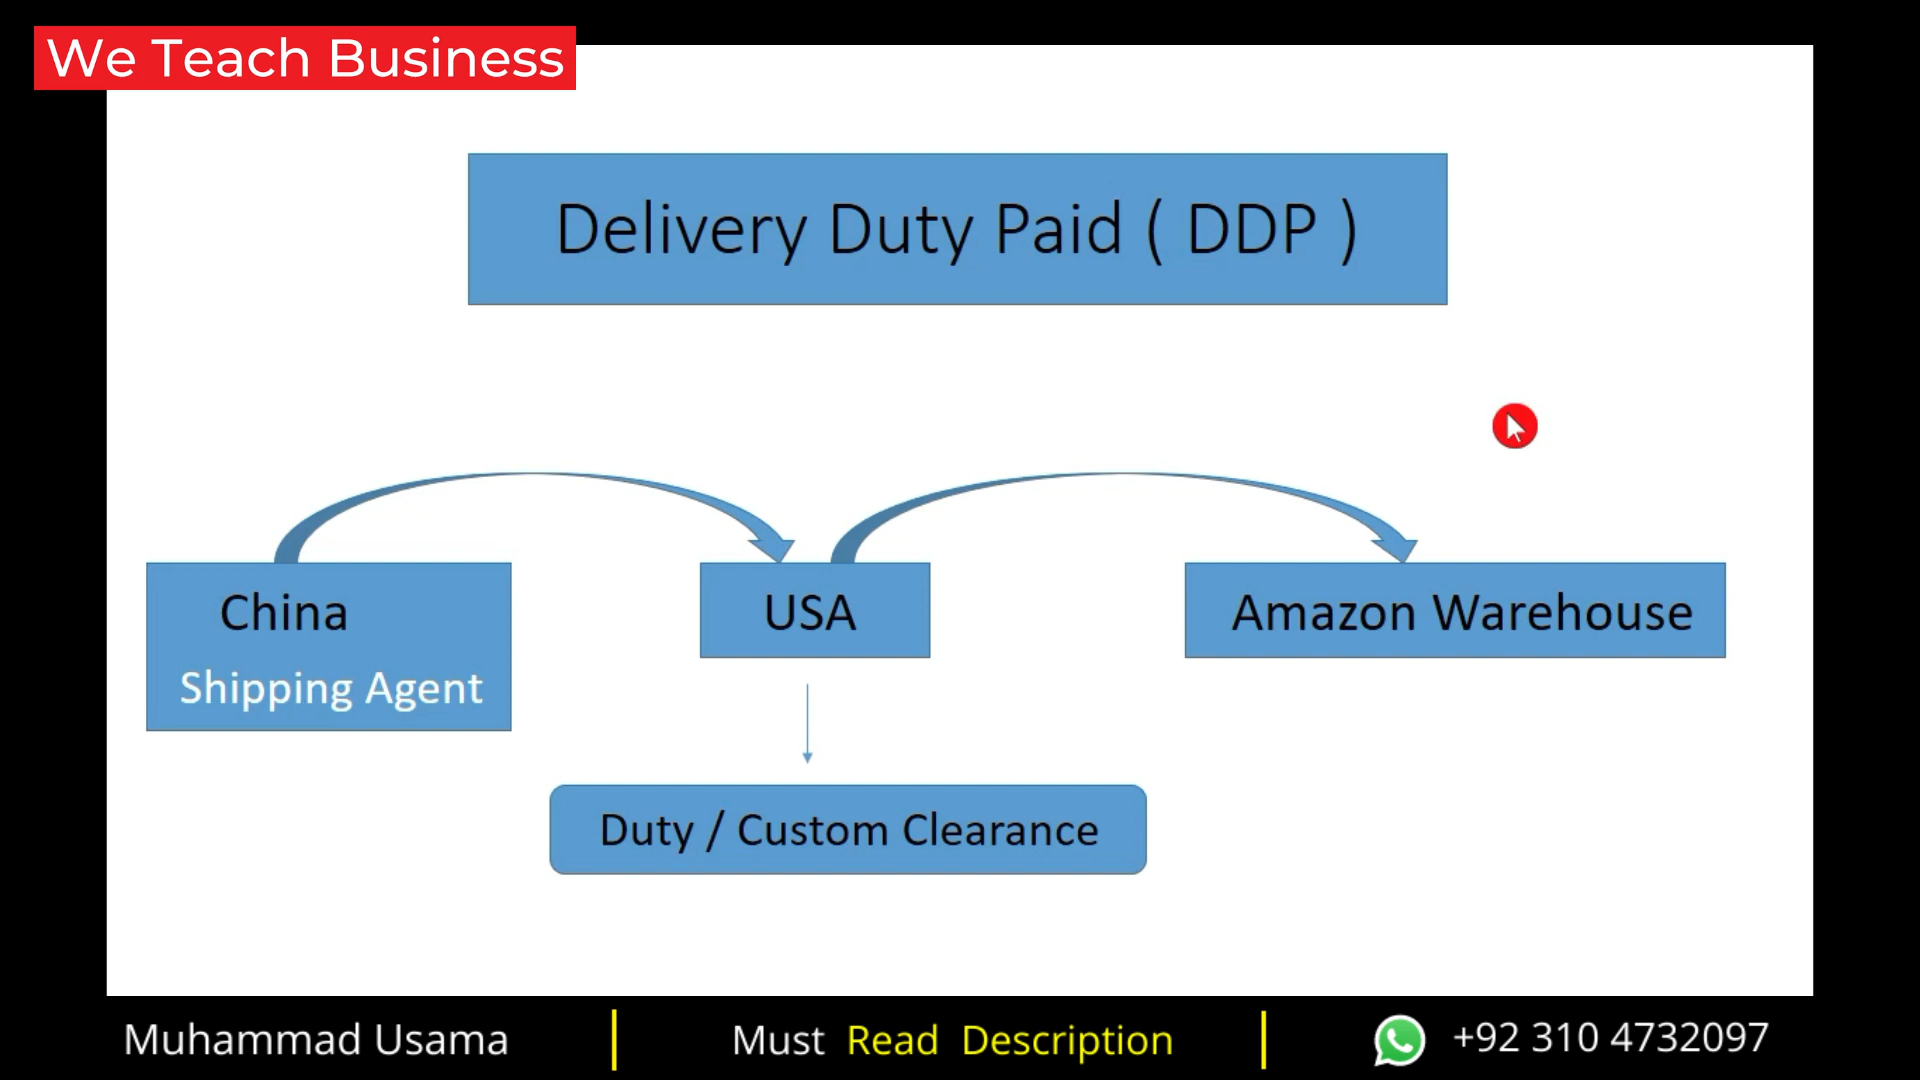 We Teach Business
Delivery Duty Paid ( DDP )
China
Shipping Agent
USA
Amazon Warehouse
Duty / Custom Clearance
Muhammad Usama
Must Read Description
+92 310 4732097